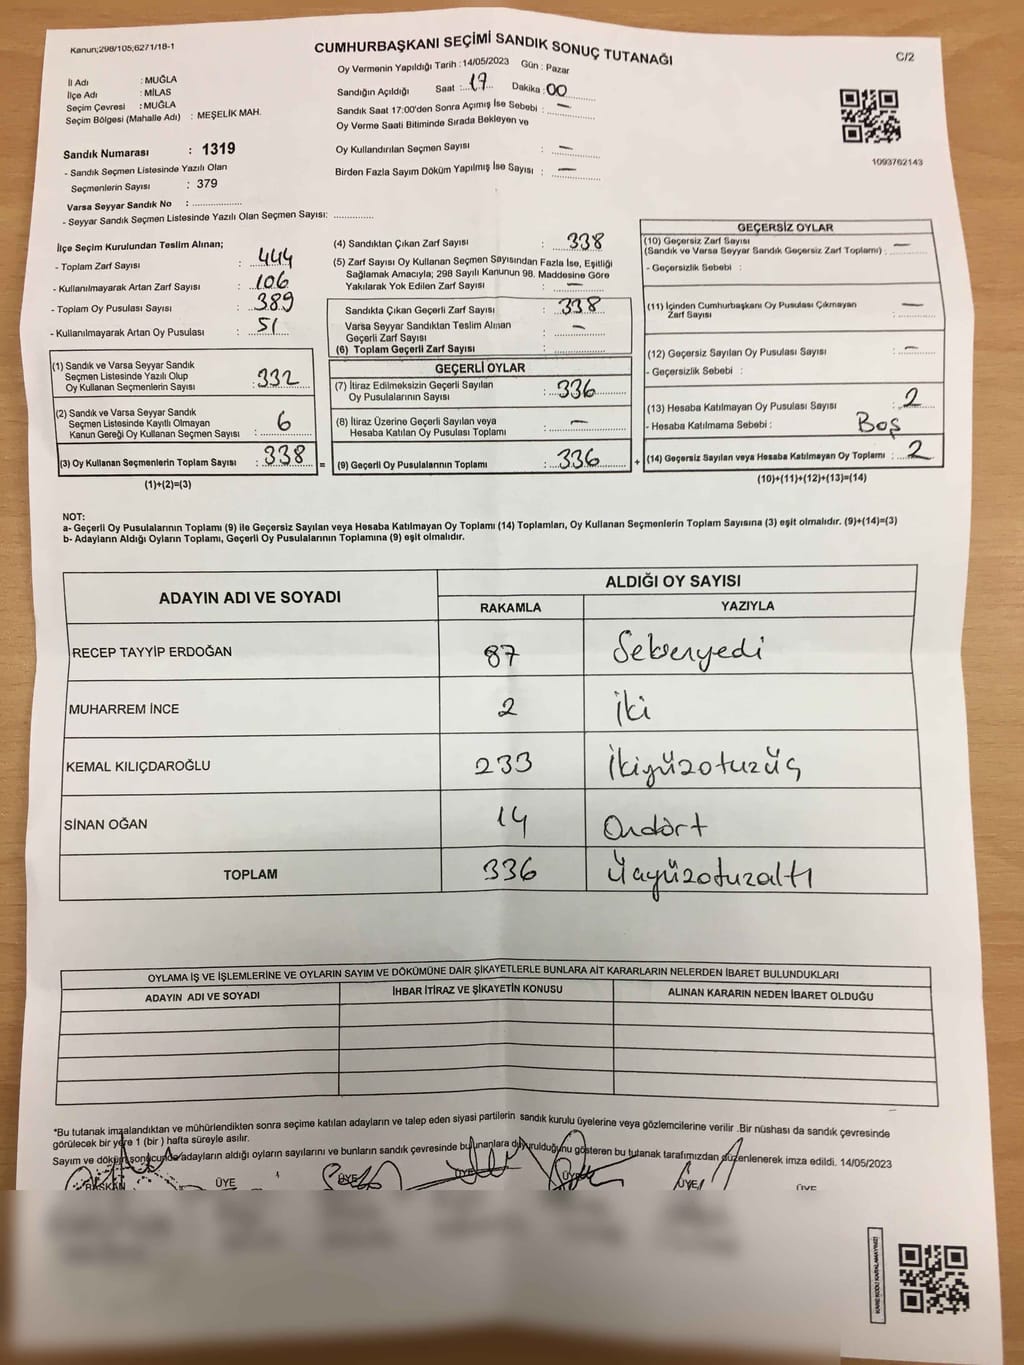 Kanun;298/105;6271/18-1
CUMHURBAŞKANI SEÇİMİ SANDIK SONUÇ TUTANAĞI
C/2
İl Adı : MUĞLA
İlçe Adı : MİLAS
Seçim Çevresi : MUĞLA
Seçim Bölgesi (Mahalle Adı) : MEŞELİK MAH.
Oy Vermenin Yapıldığı Tarih : 14/05/2023 Gün : Pazar
Sandığın Açıldığı Saat : 17 Dakika : 00
Sandık Saat 17:00'den Sonra Açımış İse Sebebi : —
Oy Verme Saati Bitiminde Sırada Bekleyen ve
Oy Kullandırılan Seçmen Sayısı : —
Birden Fazla Sayım Döküm Yapılmış İse Sayısı : —
1093762143
Sandık Numarası : 1319
- Sandık Seçmen Listesinde Yazılı Olan
Seçmenlerin Sayısı : 379
Varsa Seyyar Sandık No : ....................
- Seyyar Sandık Seçmen Listesinde Yazılı Olan Seçmen Sayısı: ...............
İlçe Seçim Kurulundan Teslim Alınan;
- Toplam Zarf Sayısı : 444
- Kullanılmayarak Artan Zarf Sayısı : 106
- Toplam Oy Pusulası Sayısı : 389
- Kullanılmayarak Artan Oy Pusulası : 51
(1) Sandık ve Varsa Seyyar Sandık
Seçmen Listesinde Yazılı Olup
Oy Kullanan Seçmenlerin Sayısı : 332
(2) Sandık ve Varsa Seyyar Sandık
Seçmen Listesinde Kayıtlı Olmayan
Kanun Gereği Oy Kullanan Seçmen Sayısı : 6
(3) Oy Kullanan Seçmenlerin Toplam Sayısı : 338
(1)+(2)=(3)
(4) Sandıktan Çıkan Zarf Sayısı : 338
(5) Zarf Sayısı Oy Kullanan Seçmen Sayısından Fazla İse, Eşitliği
Sağlamak Amacıyla; 298 Sayılı Kanunun 98. Maddesine Göre
Yakılarak Yok Edilen Zarf Sayısı : —
Sandıkta Çıkan Geçerli Zarf Sayısı : 338
Varsa Seyyar Sandıktan Teslim Alınan
Geçerli Zarf Sayısı : —
(6) Toplam Geçerli Zarf Sayısı : ..................
GEÇERLİ OYLAR
(7) İtiraz Edilmeksizin Geçerli Sayılan
Oy Pusulalarının Sayısı : 336
(8) İtiraz Üzerine Geçerli Sayılan veya
Hesaba Katılan Oy Pusulası Toplamı : —
= (9) Geçerli Oy Pusulalarının Toplamı : 336 +
GEÇERSİZ OYLAR
(10) Geçersiz Zarf Sayısı
(Sandık ve Varsa Seyyar Sandık Geçersiz Zarf Toplamı) : —
- Geçersizlik Sebebi :
(11) İçinden Cumhurbaşkanı Oy Pusulası Çıkmayan
Zarf Sayısı : —
(12) Geçersiz Sayılan Oy Pusulası Sayısı : —
- Geçersizlik Sebebi :
(13) Hesaba Katılmayan Oy Pusulası Sayısı : 2
- Hesaba Katılmama Sebebi : Boş
(14) Geçersiz Sayılan veya Hesaba Katılmayan Oy Toplamı : 2
(10)+(11)+(12)+(13)=(14)
NOT:
a- Geçerli Oy Pusulalarının Toplamı (9) ile Geçersiz Sayılan veya Hesaba Katılmayan Oy Toplamı (14) Toplamları, Oy Kullanan Seçmenlerin Toplam Sayısına (3) eşit olmalıdır. (9)+(14)=(3)
b- Adayların Aldığı Oyların Toplamı, Geçerli Oy Pusulalarının Toplamına (9) eşit olmalıdır.
ADAYIN ADI VE SOYADI ALDIĞI OY SAYISI
RAKAMLA YAZIYLA
RECEP TAYYİP ERDOĞAN 87 Seksenyedi
MUHARREM İNCE 2 İki
KEMAL KILIÇDAROĞLU 233 İkiyüzotuzüç
SİNAN OĞAN 14 Ondört
TOPLAM 336 Üçyüzotuzaltı
OYLAMA İŞ VE İŞLEMLERİNE VE OYLARIN SAYIM VE DÖKÜMÜNE DAİR ŞİKAYETLERLE BUNLARA AİT KARARLARIN NELERDEN İBARET BULUNDUKLARI
ADAYIN ADI VE SOYADI İHBAR İTİRAZ VE ŞİKAYETİN KONUSU ALINAN KARARIN NEDEN İBARET OLDUĞU
*Bu tutanak imzalandıktan ve mühürlendikten sonra seçime katılan adayların ve talep eden siyasi partilerin sandık kurulu üyelerine veya gözlemcilerine verilir .Bir nüshası da sandık çevresinde
görülecek bir yere 1 (bir ) hafta süreyle asılır.
Sayım ve döküm sonucunda adayların aldığı oyların sayılarını ve bunların sandık çevresinde bulunanlara duyurulduğunu gösteren bu tutanak tarafımızdan düzenlenerek imza edildi. 14/05/2023
BAŞKAN ÜYE ÜYE ÜYE ÜYE ÜYE ÜYE
KARE KODU KARALAMAYINIZ!